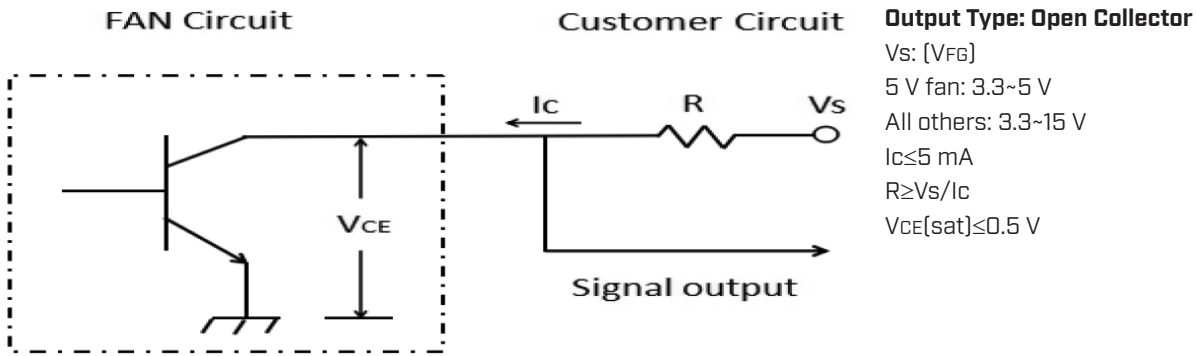 FAN Circuit
Customer Circuit
Ic
R
Vs
VCE
Signal output
Output Type: Open Collector
Vs: (VFG)
5 V fan: 3.3~5 V
All others: 3.3~15 V
Ic≤5 mA
R≥Vs/Ic
VCE(sat)≤0.5 V